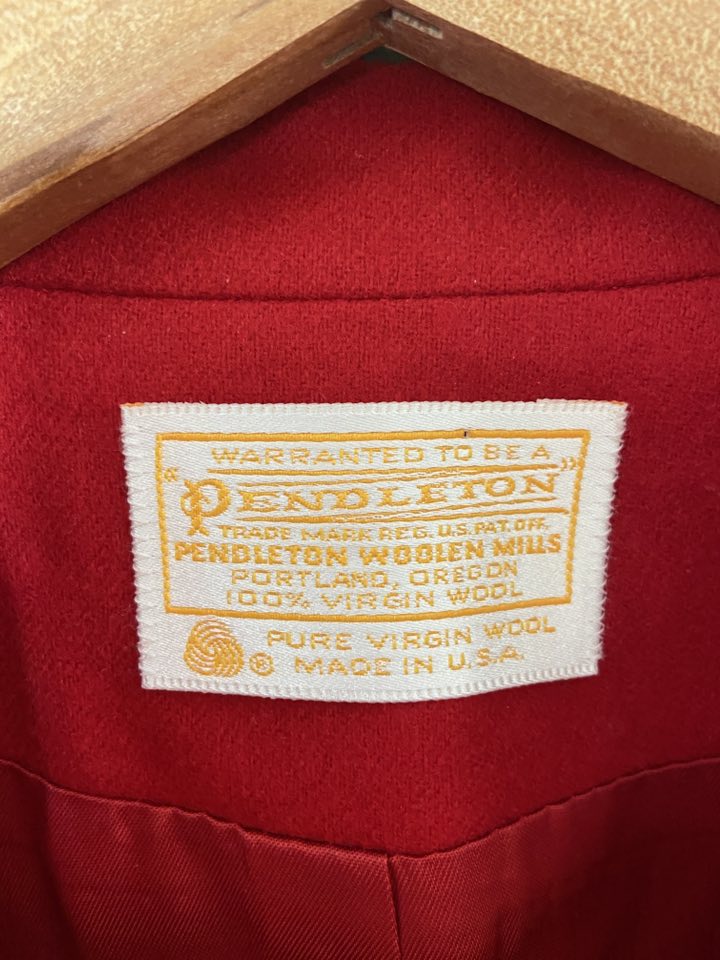 WARRANTED TO BE A
"PENDLETON"
TRADE MARK REG. U.S. PAT. OFF.
PENDLETON WOOLEN MILLS
PORTLAND, OREGON
100% VIRGIN WOOL
PURE VIRGIN WOOL
® MADE IN U.S.A.